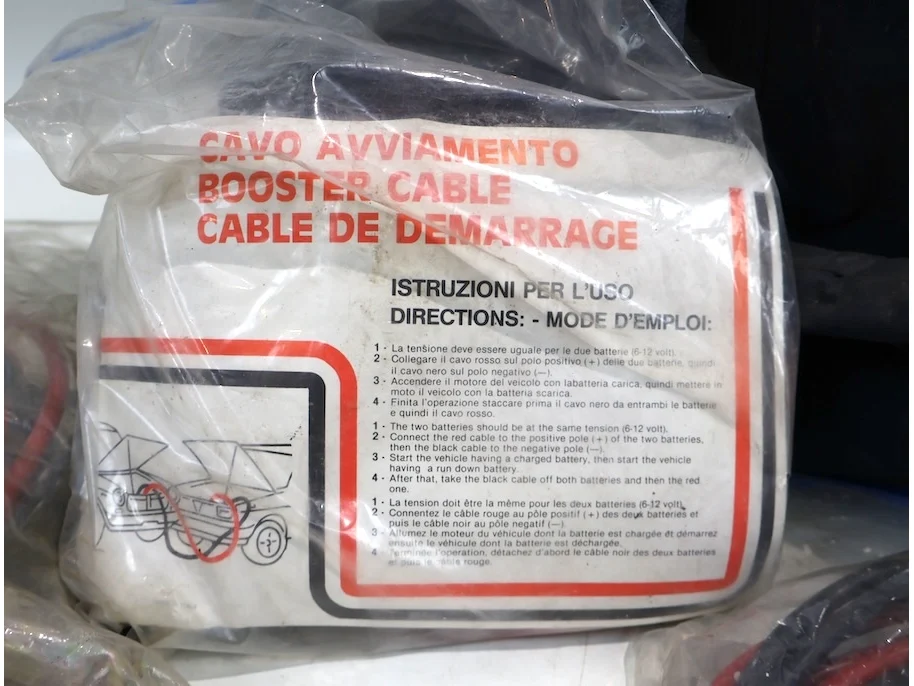 CAVO AVVIAMENTO
BOOSTER CABLE
CABLE DE DEMARRAGE
ISTRUZIONI PER L'USO
DIRECTIONS: - MODE D'EMPLOI:
1 - La tensione deve essere uguale per le due batterie (6-12 volt).
2 - Collegare il cavo rosso sul polo positivo (+) delle due batterie, quindi
il cavo nero sul polo negativo (—).
3 - Accendere il motore del veicolo con labatteria carica, quindi mettere in
moto il veicolo con la batteria scarica.
4 - Finita l'operazione staccare prima il cavo nero da entrambi le batterie
e quindi il cavo rosso.
1 - The two batteries should be at the same tension (6-12 volt).
2 - Connect the red cable to the positive pole (+) of the two batteries,
then the black cable to the negative pole (—).
3 - Start the vehicle having a charged battery, then start the vehicle
having a run down battery.
4 - After that, take the black cable off both batteries and then the red
one.
1 - La tension doit être la même pour les deux batteries (6-12 volt).
2 - Connentez le câble rouge au pôle positif (+) des deux batteries et
puis le câble noir au pôle negatif (—).
3 - Allumez le moteur du véhicule dont la batterie est chargée et démarrez
ensuite le véhicule dont la batterie est déchargée.
4 - Terminée l'operation, détachez d'abord le câble noir des deux batteries
et puis le câble rouge.